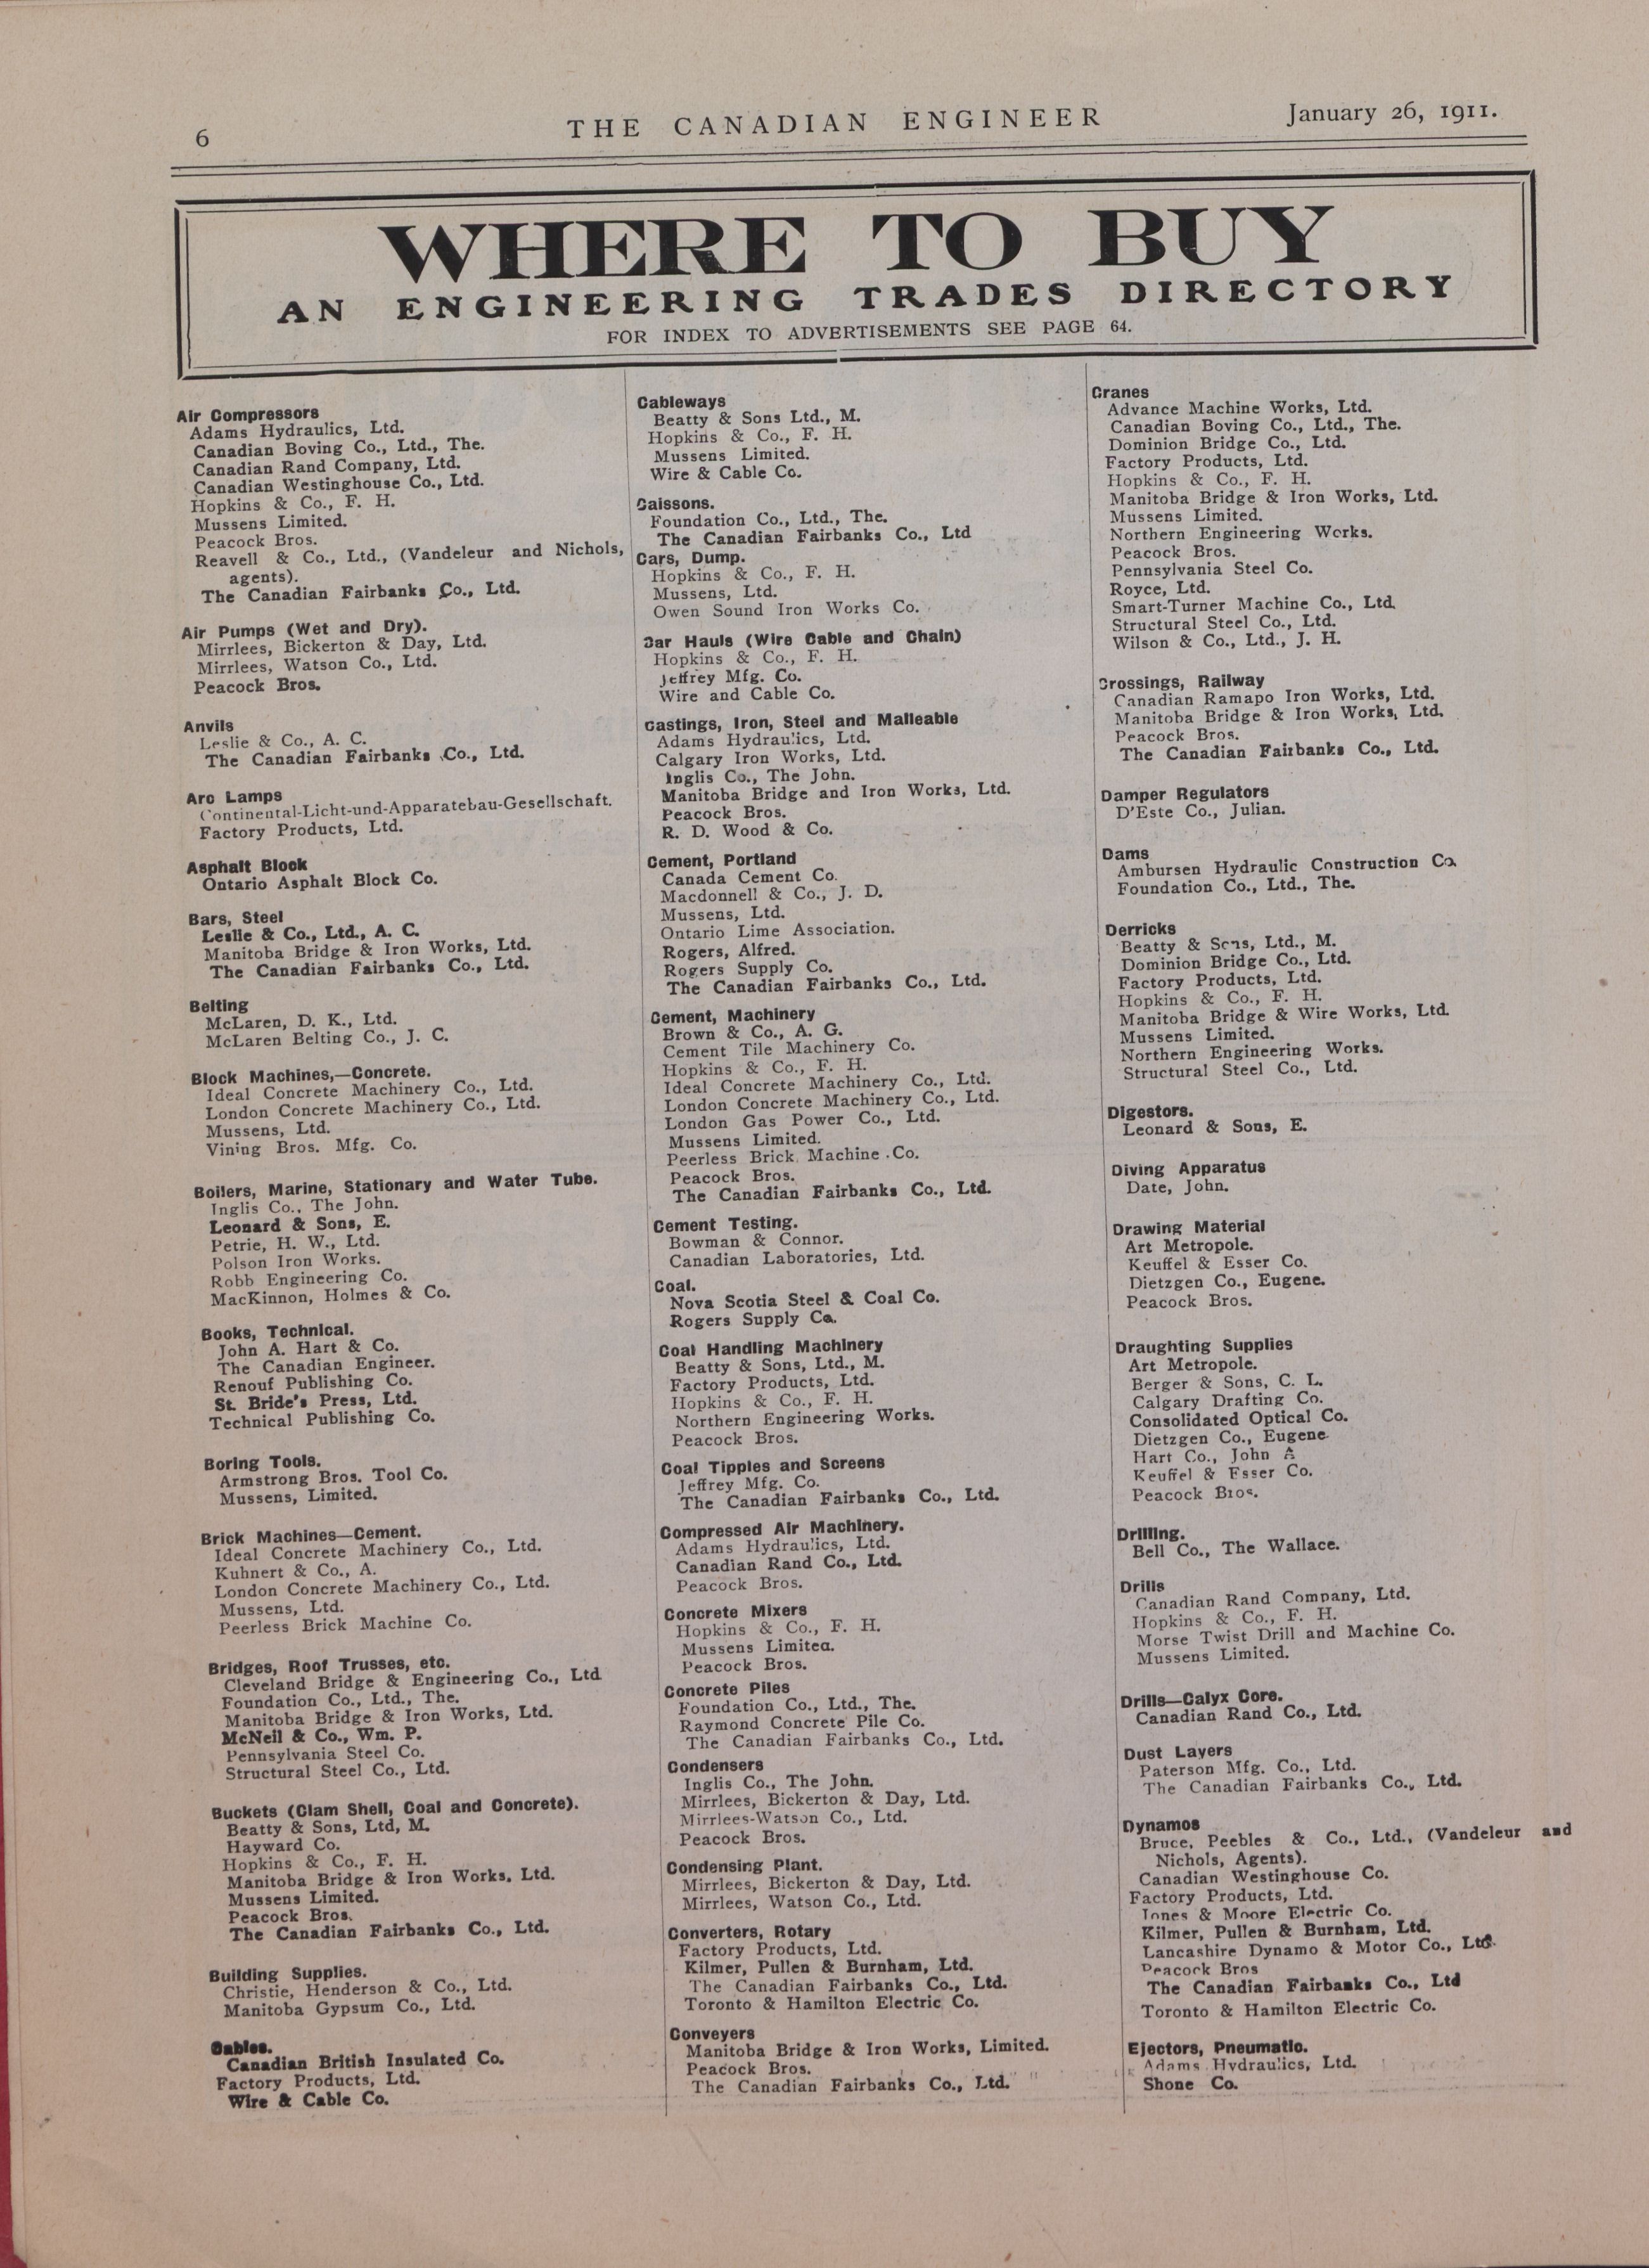 6
THE CANADIAN ENGINEER
January 26, 1911.
WHERE TO BUY
AN ENGINEERING TRADES DIRECTORY
FOR INDEX TO ADVERTISEMENTS SEE PAGE 64.
Air Compressors
Adams Hydraulics, Ltd.
Canadian Boving Co., Ltd., The.
Canadian Rand Company, Ltd.
Canadian Westinghouse Co., Ltd.
Hopkins & Co., F. H.
Mussens Limited.
Peacock Bros.
Reavell & Co., Ltd., (Vandeleur and Nichols,
agents).
The Canadian Fairbanks Co., Ltd.
Air Pumps (Wet and Dry).
Mirrlees, Bickerton & Day, Ltd.
Mirrlees, Watson Co., Ltd.
Peacock Bros.
Anvils
Leslie & Co., A. C.
The Canadian Fairbanks Co., Ltd.
Arc Lamps
Continental-Licht-und-Apparatebau-Gesellschaft.
Factory Products, Ltd.
Asphalt Block
Ontario Asphalt Block Co.
Bars, Steel
Leslie & Co., Ltd., A. C.
Manitoba Bridge & Iron Works, Ltd.
The Canadian Fairbanks Co., Ltd.
Belting
McLaren, D. K., Ltd.
McLaren Belting Co., J. C.
Block Machines,—Concrete.
Ideal Concrete Machinery Co., Ltd.
London Concrete Machinery Co., Ltd.
Mussens, Ltd.
Vining Bros. Mfg. Co.
Boilers, Marine, Stationary and Water Tube.
Inglis Co., The John.
Leonard & Sons, E.
Petrie, H. W., Ltd.
Polson Iron Works.
Robb Engineering Co.
MacKinnon, Holmes & Co.
Books, Technical.
John A. Hart & Co.
The Canadian Engineer.
Renouf Publishing Co.
St. Bride's Press, Ltd.
Technical Publishing Co.
Boring Tools.
Armstrong Bros. Tool Co.
Mussens, Limited.
Brick Machines—Cement.
Ideal Concrete Machinery Co., Ltd.
Kuhnert & Co., A.
London Concrete Machinery Co., Ltd.
Mussens, Ltd.
Peerless Brick Machine Co.
Bridges, Roof Trusses, etc.
Cleveland Bridge & Engineering Co., Ltd
Foundation Co., Ltd., The.
Manitoba Bridge & Iron Works, Ltd.
McNeil & Co., Wm. P.
Pennsylvania Steel Co.
Structural Steel Co., Ltd.
Buckets (Clam Shell, Coal and Concrete).
Beatty & Sons, Ltd, M.
Hayward Co.
Hopkins & Co., F. H.
Manitoba Bridge & Iron Works, Ltd.
Mussens Limited.
Peacock Bros.
The Canadian Fairbanks Co., Ltd.
Building Supplies.
Christie, Henderson & Co., Ltd.
Manitoba Gypsum Co., Ltd.
Cables.
Canadian British Insulated Co.
Factory Products, Ltd.
Wire & Cable Co.
Cableways
Beatty & Sons Ltd., M.
Hopkins & Co., F. H.
Mussens Limited.
Wire & Cable Co.
Caissons.
Foundation Co., Ltd., The.
The Canadian Fairbanks Co., Ltd
Cars, Dump.
Hopkins & Co., F. H.
Mussens, Ltd.
Owen Sound Iron Works Co.
Car Hauls (Wire Cable and Chain)
Hopkins & Co., F. H.
Jeffrey Mfg. Co.
Wire and Cable Co.
Castings, Iron, Steel and Malleable
Adams Hydraulics, Ltd.
Calgary Iron Works, Ltd.
Inglis Co., The John.
Manitoba Bridge and Iron Works, Ltd.
Peacock Bros.
R. D. Wood & Co.
Cement, Portland
Canada Cement Co.
Macdonnell & Co., J. D.
Mussens, Ltd.
Ontario Lime Association.
Rogers, Alfred.
Rogers Supply Co.
The Canadian Fairbanks Co., Ltd.
Cement, Machinery
Brown & Co., A. G.
Cement Tile Machinery Co.
Hopkins & Co., F. H.
Ideal Concrete Machinery Co., Ltd.
London Concrete Machinery Co., Ltd.
London Gas Power Co., Ltd.
Mussens Limited.
Peerless Brick Machine Co.
Peacock Bros.
The Canadian Fairbanks Co., Ltd.
Cement Testing.
Bowman & Connor.
Canadian Laboratories, Ltd.
Coal.
Nova Scotia Steel & Coal Co.
Rogers Supply Co.
Coal Handling Machinery
Beatty & Sons, Ltd., M.
Factory Products, Ltd.
Hopkins & Co., F. H.
Northern Engineering Works.
Peacock Bros.
Coal Tipples and Screens
Jeffrey Mfg. Co.
The Canadian Fairbanks Co., Ltd.
Compressed Air Machinery.
Adams Hydraulics, Ltd.
Canadian Rand Co., Ltd.
Peacock Bros.
Concrete Mixers
Hopkins & Co., F. H.
Mussens Limited.
Peacock Bros.
Concrete Piles
Foundation Co., Ltd., The.
Raymond Concrete Pile Co.
The Canadian Fairbanks Co., Ltd.
Condensers
Inglis Co., The John.
Mirrlees, Bickerton & Day, Ltd.
Mirrlees-Watson Co., Ltd.
Peacock Bros.
Condensing Plant.
Mirrlees, Bickerton & Day, Ltd.
Mirrlees, Watson Co., Ltd.
Converters, Rotary
Factory Products, Ltd.
Kilmer, Pullen & Burnham, Ltd.
The Canadian Fairbanks Co., Ltd.
Toronto & Hamilton Electric Co.
Conveyers
Manitoba Bridge & Iron Works, Limited.
Peacock Bros.
The Canadian Fairbanks Co., Ltd.
Cranes
Advance Machine Works, Ltd.
Canadian Boving Co., Ltd., The.
Dominion Bridge Co., Ltd.
Factory Products, Ltd.
Hopkins & Co., F. H.
Manitoba Bridge & Iron Works, Ltd.
Mussens Limited.
Northern Engineering Works.
Peacock Bros.
Pennsylvania Steel Co.
Royce, Ltd.
Smart-Turner Machine Co., Ltd.
Structural Steel Co., Ltd.
Wilson & Co., Ltd., J. H.
Crossings, Railway
Canadian Ramapo Iron Works, Ltd.
Manitoba Bridge & Iron Works, Ltd.
Peacock Bros.
The Canadian Fairbanks Co., Ltd.
Damper Regulators
D'Este Co., Julian.
Dams
Ambursen Hydraulic Construction Co.
Foundation Co., Ltd., The.
Derricks
Beatty & Sons, Ltd., M.
Dominion Bridge Co., Ltd.
Factory Products, Ltd.
Hopkins & Co., F. H.
Manitoba Bridge & Wire Works, Ltd.
Mussens Limited.
Northern Engineering Works.
Structural Steel Co., Ltd.
Digestors.
Leonard & Sons, E.
Diving Apparatus
Date, John.
Drawing Material
Art Metropole.
Keuffel & Esser Co.
Dietzgen Co., Eugene.
Peacock Bros.
Draughting Supplies
Art Metropole.
Berger & Sons, C. L.
Calgary Drafting Co.
Consolidated Optical Co.
Dietzgen Co., Eugene
Hart Co., John A
Keuffel & Esser Co.
Peacock Bros.
Drilling.
Bell Co., The Wallace.
Drills
Canadian Rand Company, Ltd.
Hopkins & Co., F. H.
Morse Twist Drill and Machine Co.
Mussens Limited.
Drills—Calyx Core.
Canadian Rand Co., Ltd.
Dust Layers
Paterson Mfg. Co., Ltd.
The Canadian Fairbanks Co., Ltd.
Dynamos
Bruce, Peebles & Co., Ltd., (Vandeleur and
Nichols, Agents).
Canadian Westinghouse Co.
Factory Products, Ltd.
Jones & Moore Electric Co.
Kilmer, Pullen & Burnham, Ltd.
Lancashire Dynamo & Motor Co., Ltd.
Peacock Bros
The Canadian Fairbanks Co., Ltd
Toronto & Hamilton Electric Co.
Ejectors, Pneumatic.
Adams Hydraulics, Ltd.
Shone Co.